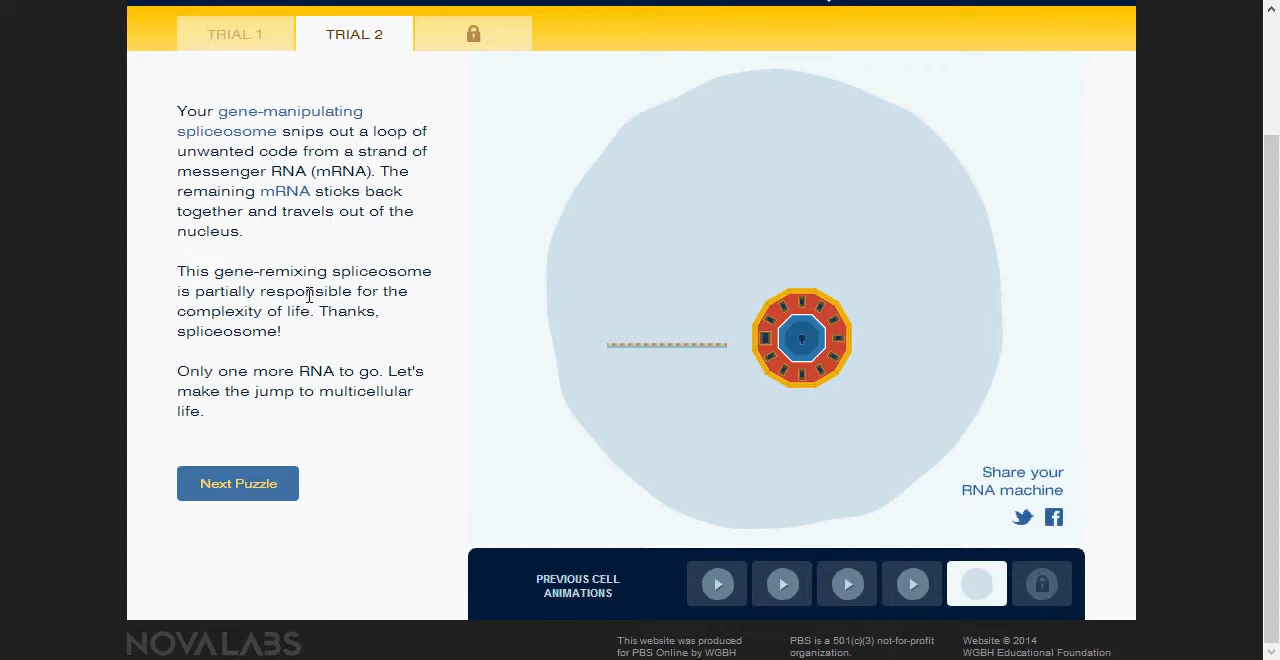 TRIAL 1
TRIAL 2
Your gene-manipulating
spliceosome snips out a loop of
unwanted code from a strand of
messenger RNA (mRNA). The
remaining mRNA sticks back
together and travels out of the
nucleus.
This gene-remixing spliceosome
is partially responsible for the
complexity of life. Thanks,
spliceosome!
Only one more RNA to go. Let's
make the jump to multicellular
life.
Next Puzzle
Share your
RNA machine
PREVIOUS CELL
ANIMATIONS
NOVALABS
This website was produced
for PBS Online by WGBH
PBS is a 501(c)(3) not-for-profit
organization.
Website © 2014
WGBH Educational Foundation